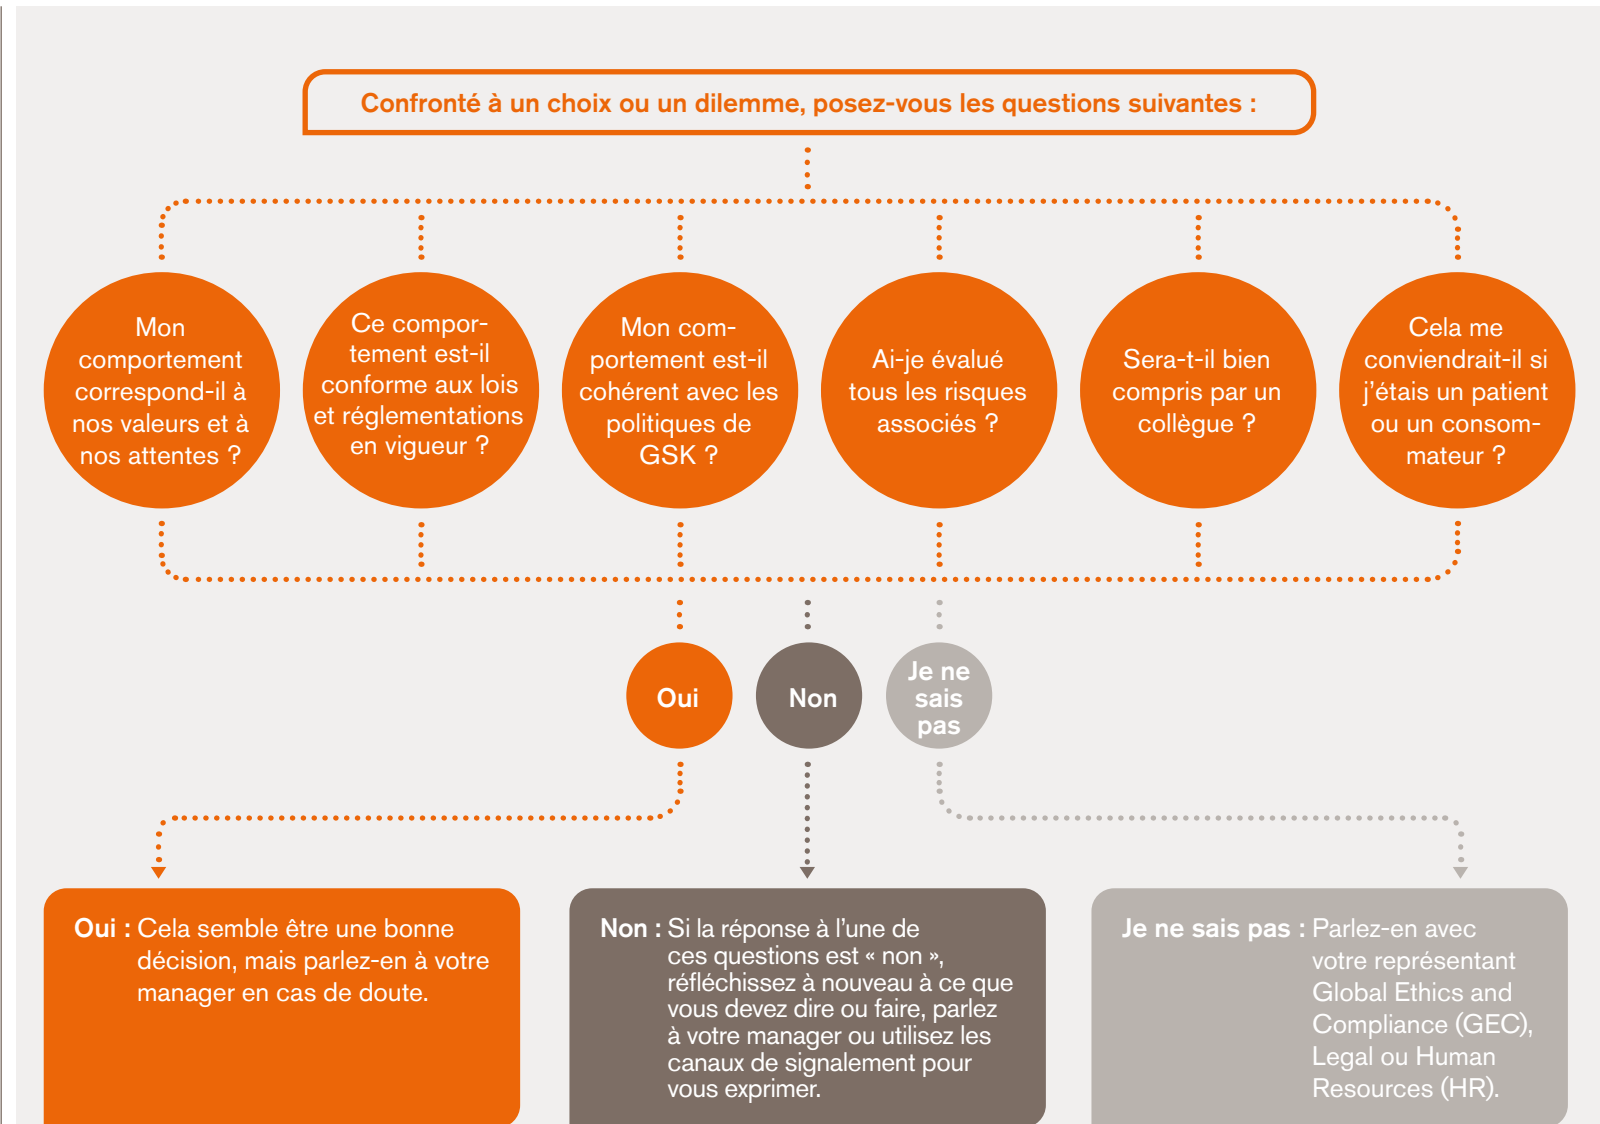 Confronté à un choix ou un dilemme, posez-vous les questions suivantes :
Mon
comportement
correspond-il à
nos valeurs et à
nos attentes ?
Ce compor-
tement est-il
conforme aux lois
et réglementations
en vigueur ?
Mon com-
portement est-il
cohérent avec les
politiques de
GSK ?
Ai-je évalué
tous les risques
associés ?
Sera-t-il bien
compris par un
collègue ?
Cela me
conviendrait-il si
j’étais un patient
ou un consom-
mateur ?
Oui
Non
Je ne
sais
pas
Oui : Cela semble être une bonne
décision, mais parlez-en à votre
manager en cas de doute.
Non : Si la réponse à l’une de
ces questions est « non »,
réfléchissez à nouveau à ce que
vous devez dire ou faire, parlez
à votre manager ou utilisez les
canaux de signalement pour
vous exprimer.
Je ne sais pas : Parlez-en avec
votre représentant
Global Ethics and
Compliance (GEC),
Legal ou Human
Resources (HR).